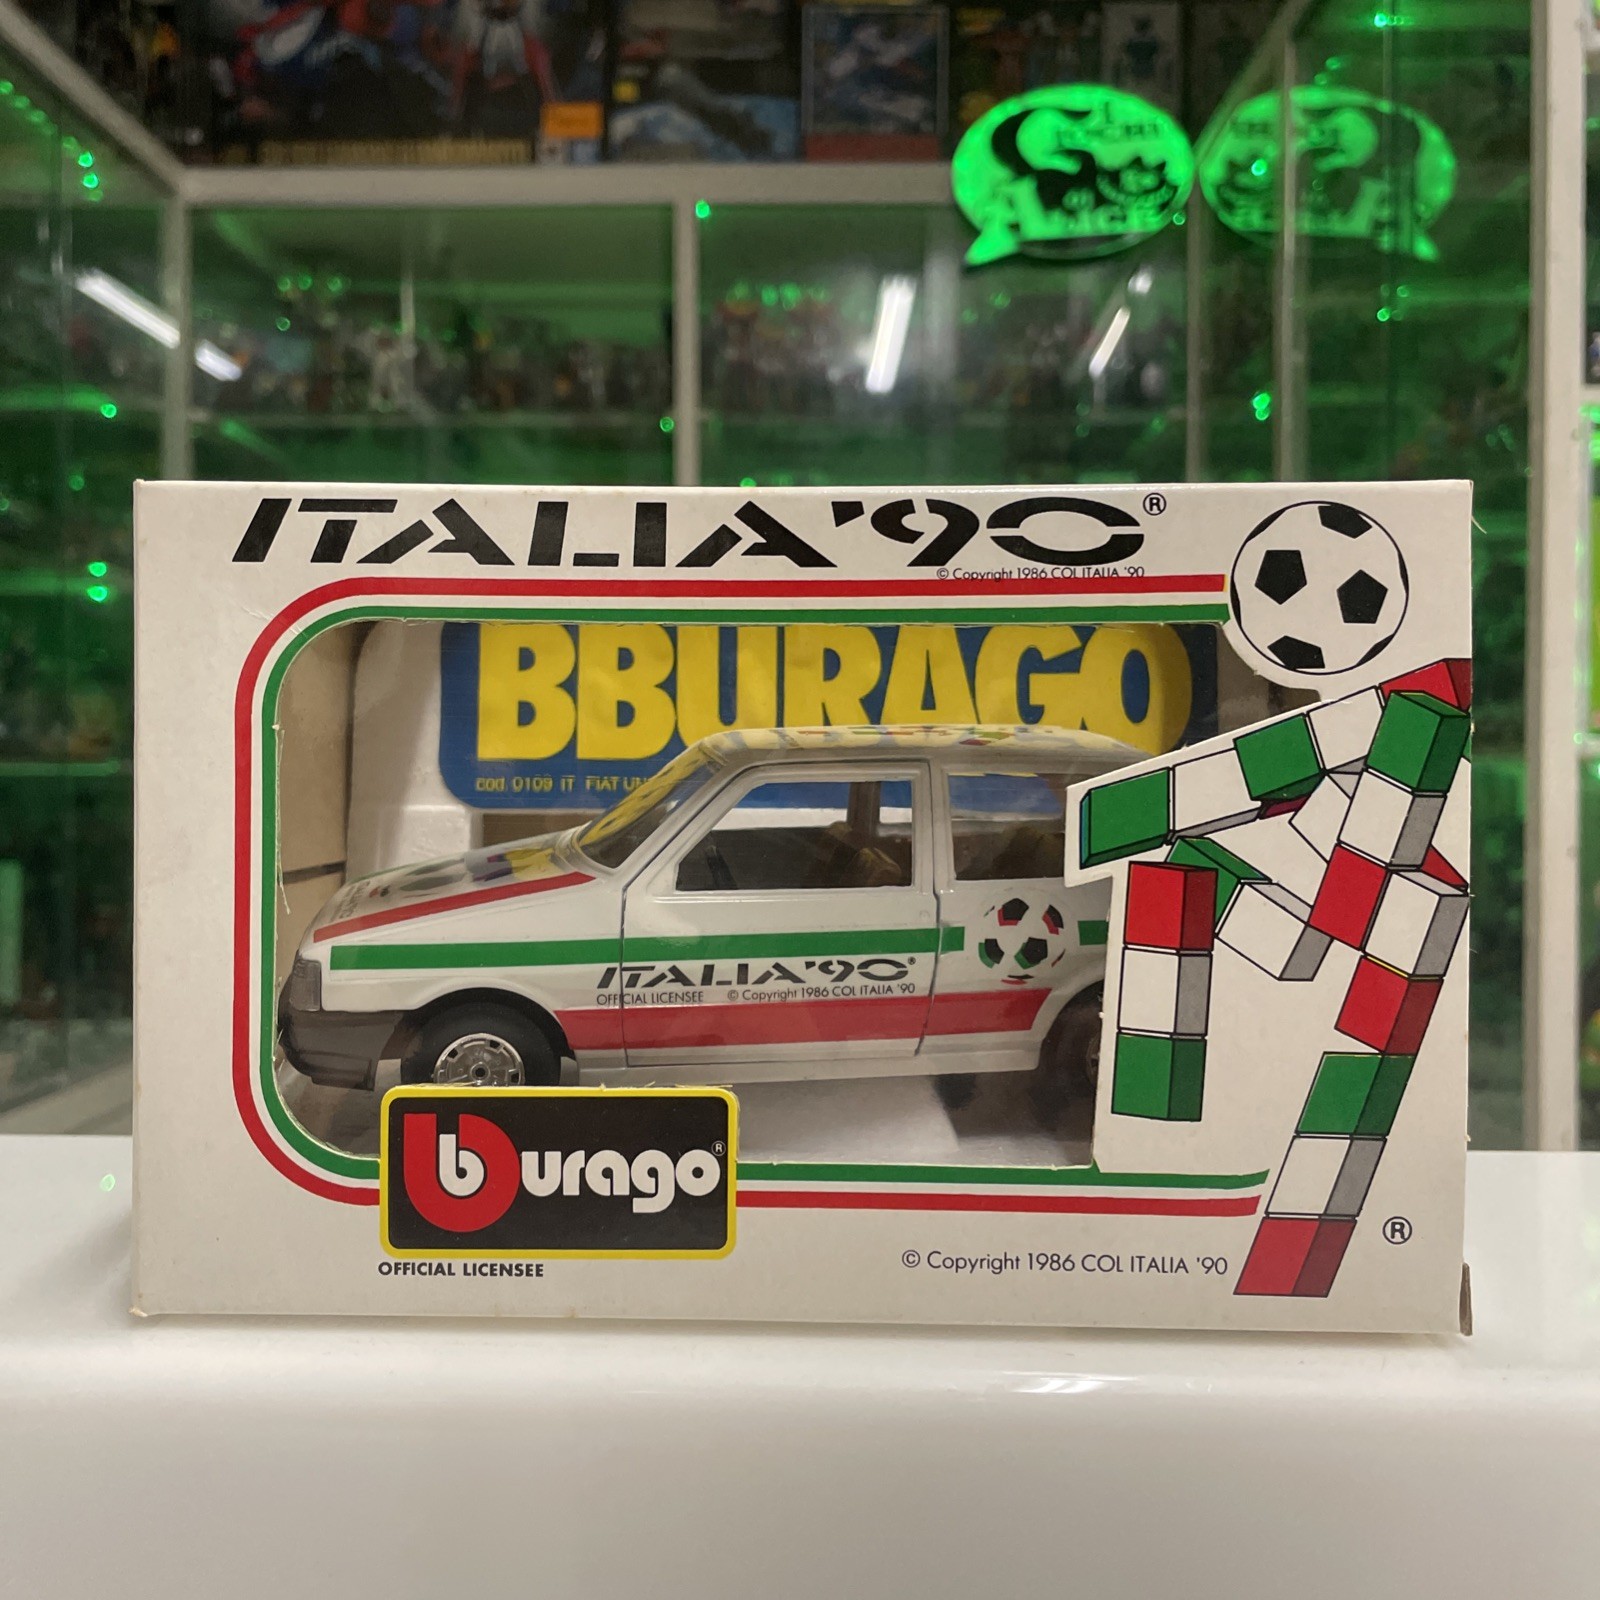 ITALIA '90®
© Copyright 1986 COL ITALIA '90
BBURAGO
cod. 0109 IT FIAT
ITALIA '90®
OFFICIAL LICENSEE © Copyright 1986 COL ITALIA '90
burago®
OFFICIAL LICENSEE
© Copyright 1986 COL ITALIA '90
®